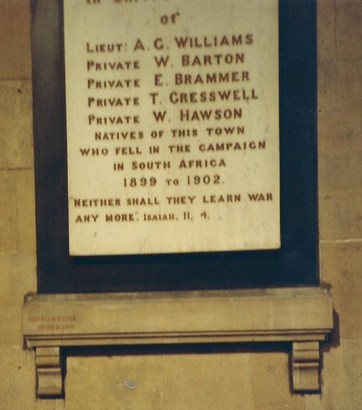 of
LIEUT: A. G. WILLIAMS
PRIVATE W. BARTON
PRIVATE E. BRAMMER
PRIVATE T. CRESSWELL
PRIVATE W. HAWSON
NATIVES OF THIS TOWN
WHO FELL IN THE CAMPAIGN
IN SOUTH AFRICA
1899 TO 1902.
"NEITHER SHALL THEY LEARN WAR
ANY MORE". ISAIAH, II, 4.